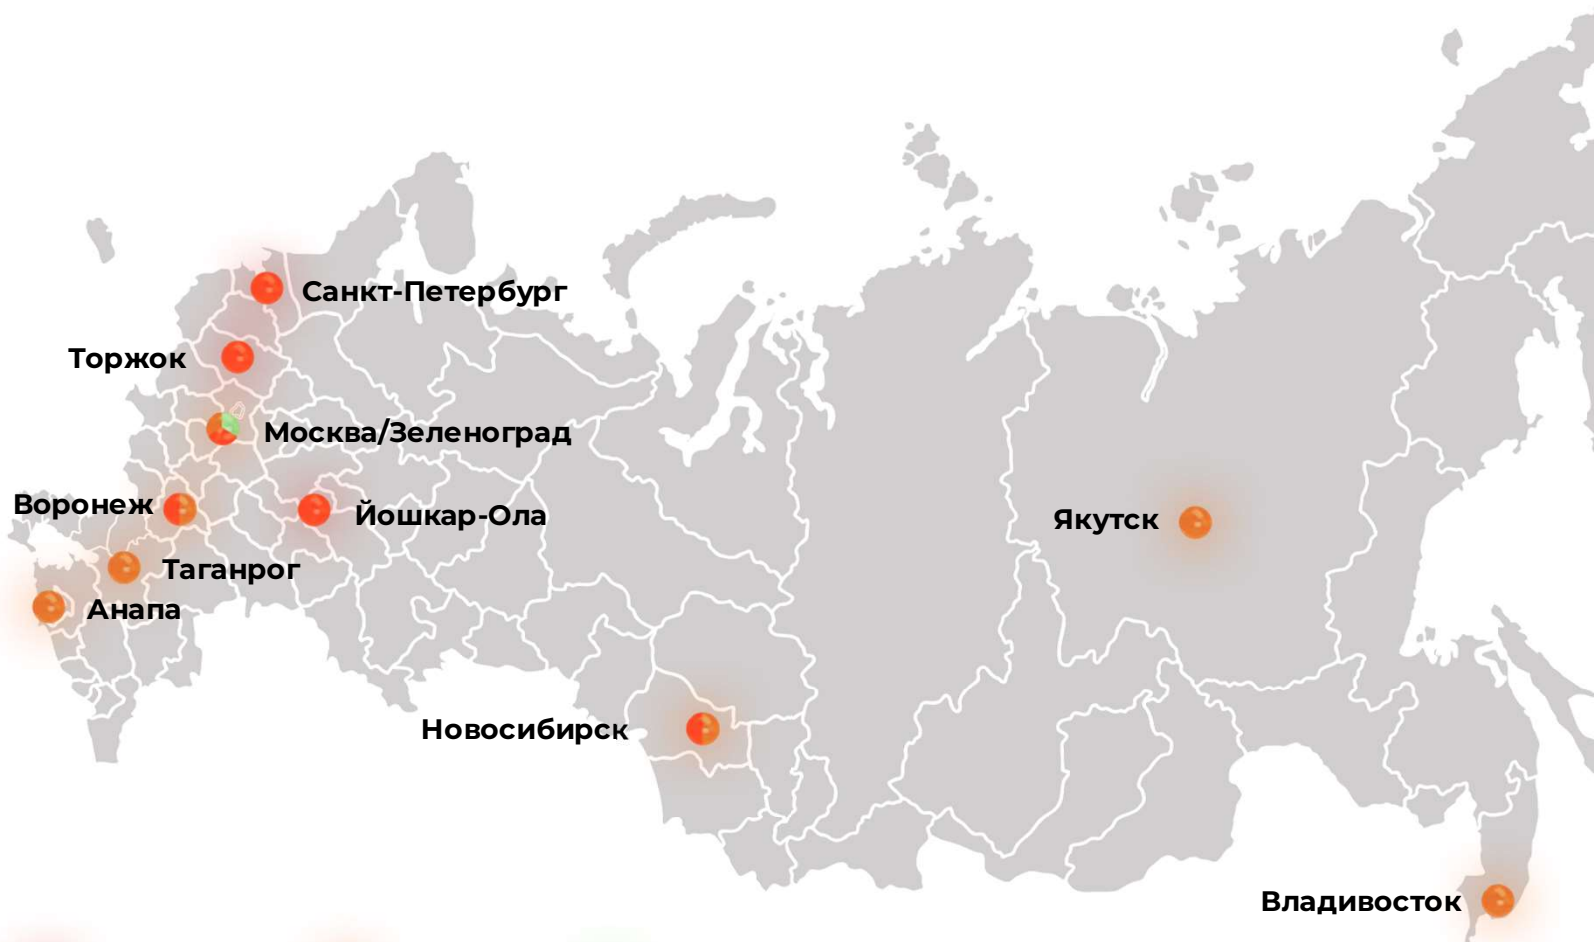 Санкт-Петербург
Торжок
Москва/Зеленоград
Воронеж
Йошкар-Ола
Якутск
Таганрог
Анапа
Новосибирск
Владивосток